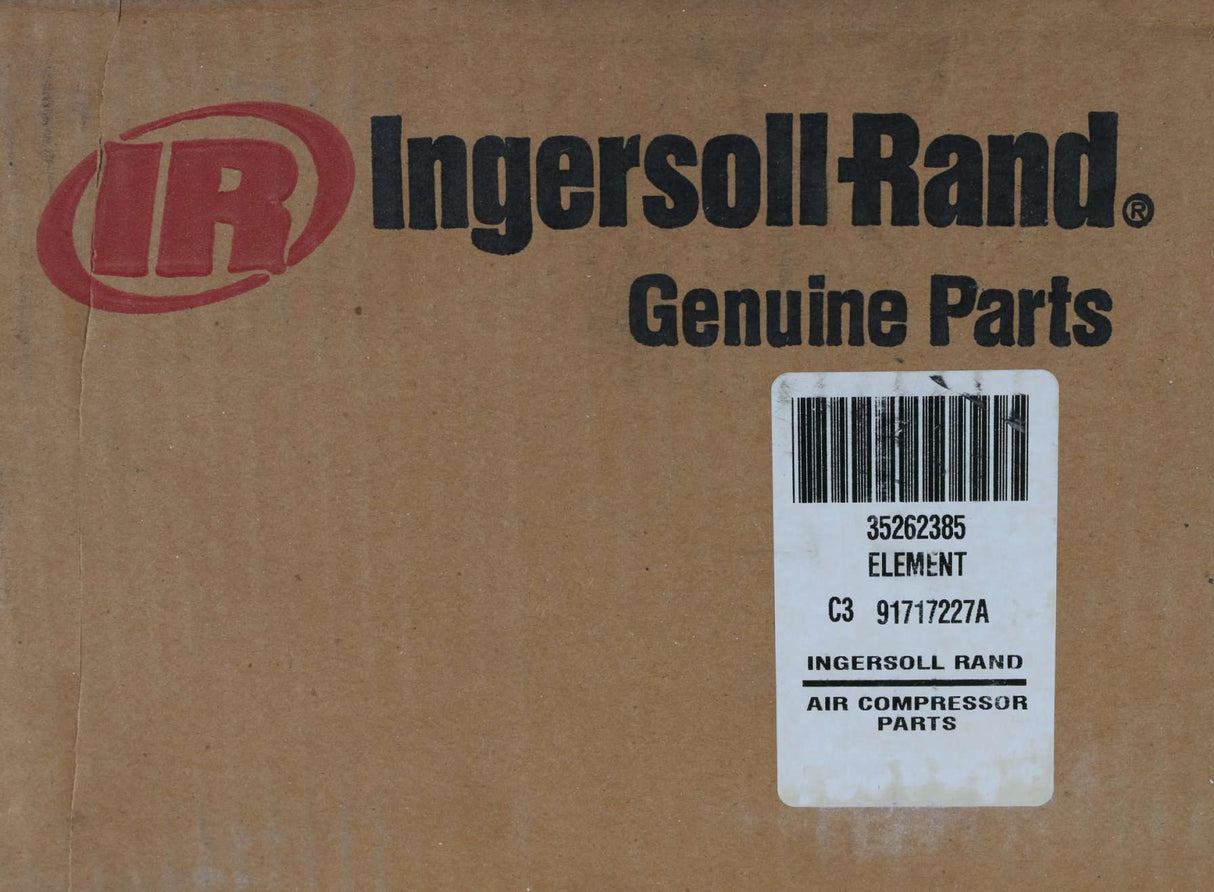 IR Ingersoll-Rand®
Genuine Parts
35262385
ELEMENT
C3 91717227A
INGERSOLL RAND
AIR COMPRESSOR
PARTS